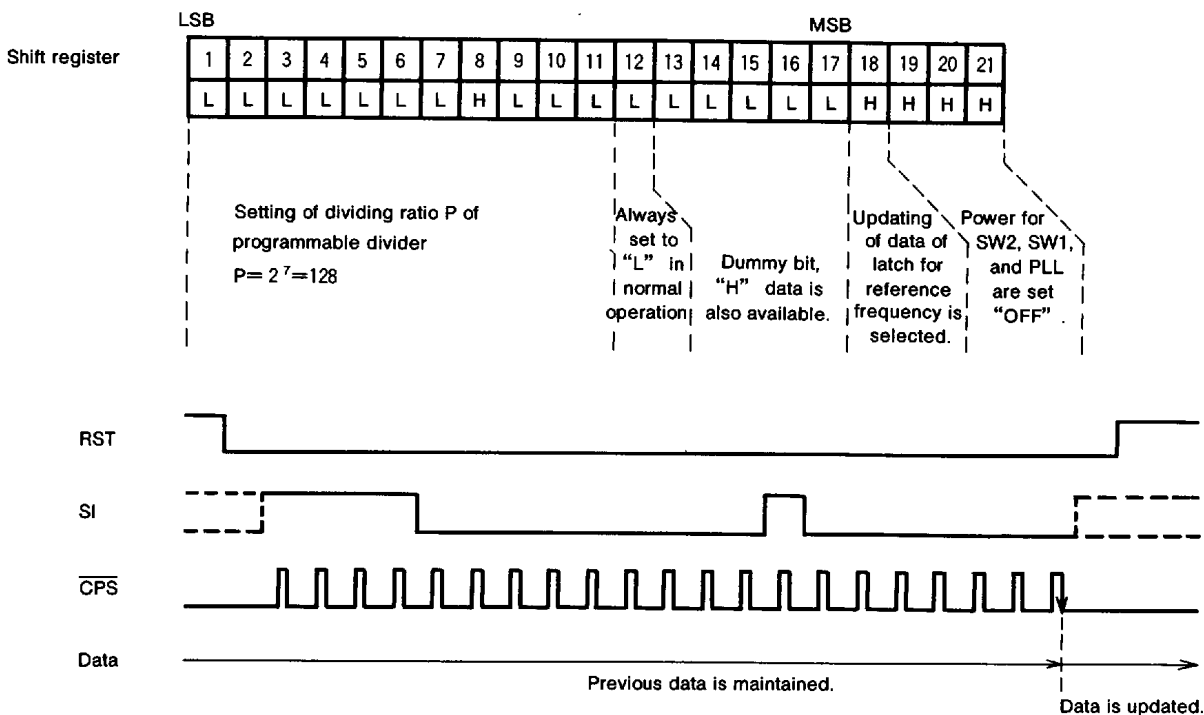 LSB
MSB
Shift register
1 2 3 4 5 6 7 8 9 10 11 12 13 14 15 16 17 18 19 20 21
L L L L L L L H L L L L L L L L L H H H H
Setting of dividing ratio P of
programmable divider
P= 2 7=128
Always
set to
"L" in
normal
operation
Dummy bit,
"H" data is
also available.
Updating
of data of
latch for
reference
frequency is
selected.
Power for
SW2, SW1,
and PLL
are set
"OFF".
RST
SI
CPS
Data
Previous data is maintained.
Data is updated.